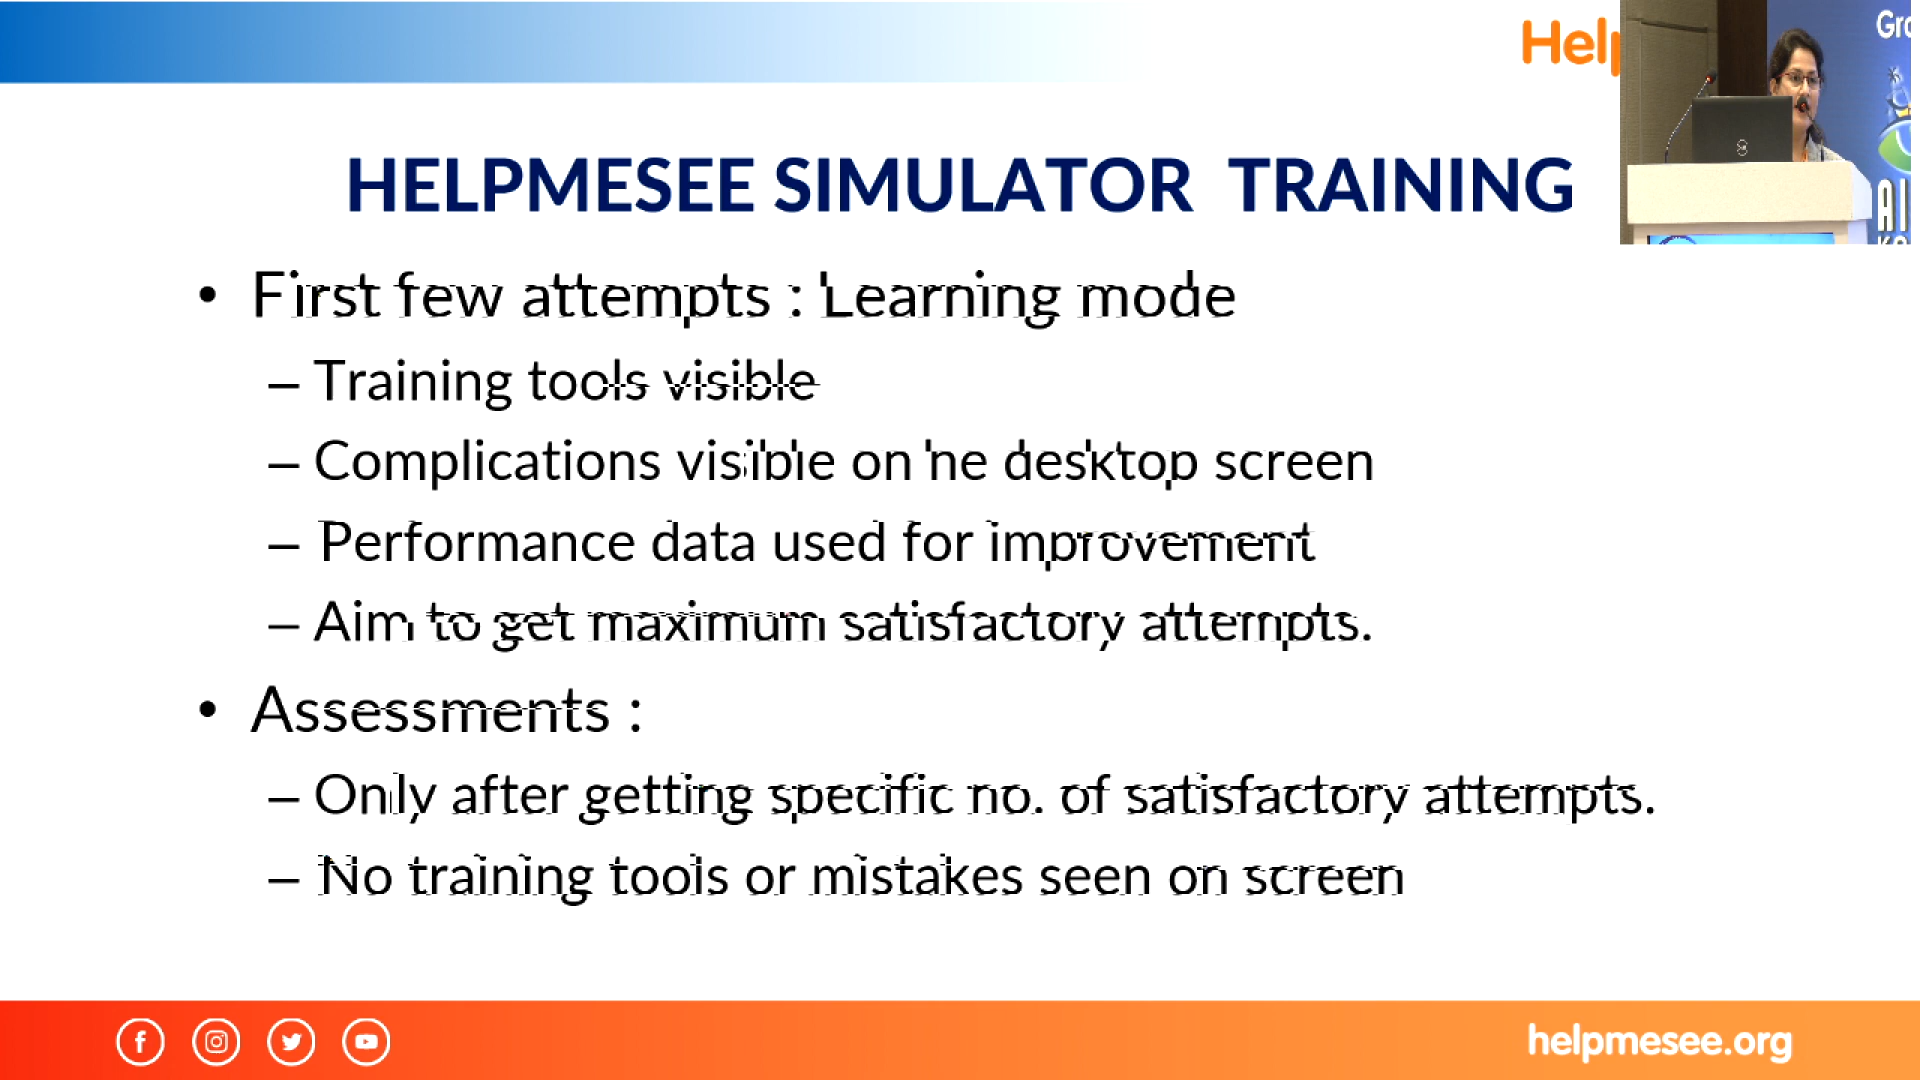 Help
Gr
HELPMESEE SIMULATOR TRAINING
• First few attempts : Learning mode
– Training tools visible
– Complications visible on he desktop screen
– Performance data used for improvement
– Aim to get maximum satisfactory attempts.
• Assessments :
– Only after getting specific no. of satisfactory attempts.
– No training tools or mistakes seen on screen
helpmesee.org